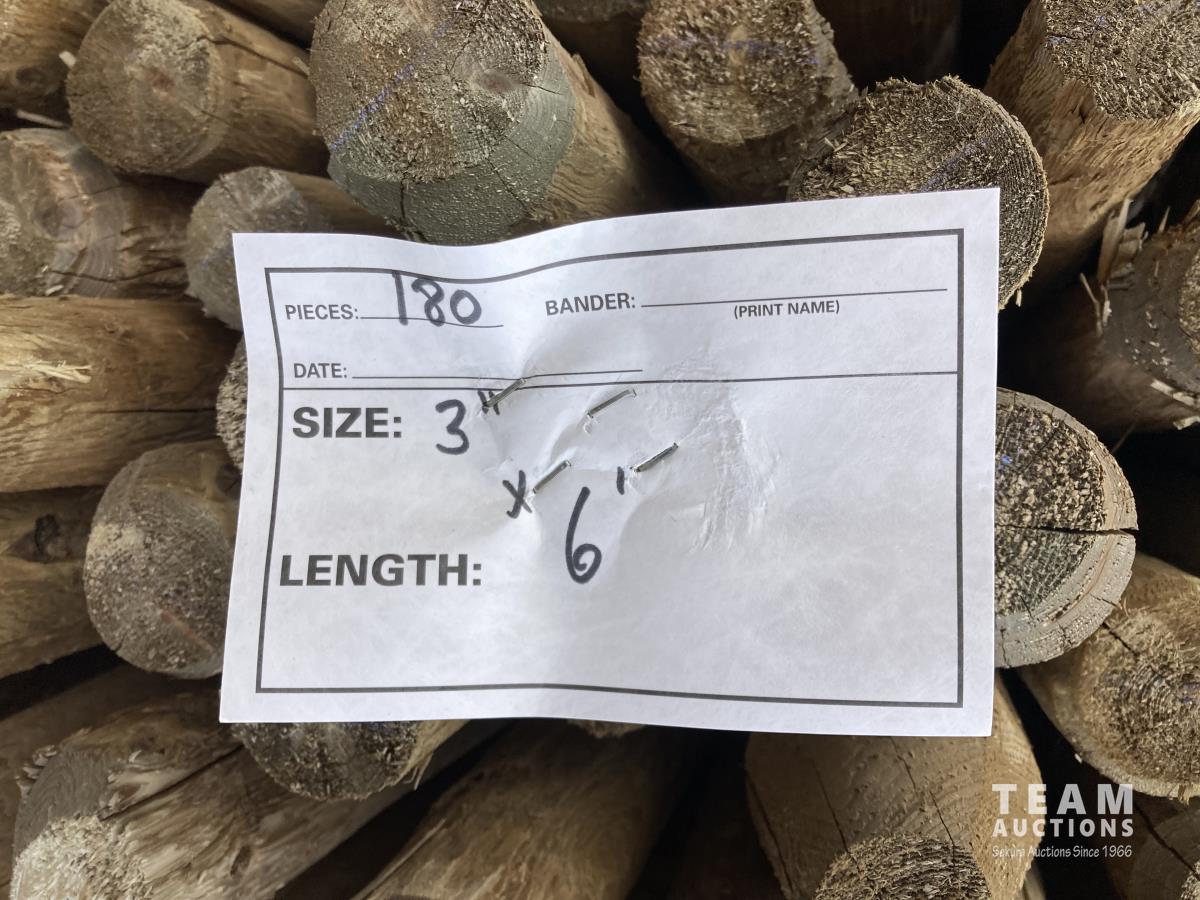 PIECES: 180 BANDER:
(PRINT NAME)
DATE:
SIZE: 3"
x 6'
LENGTH:
TEAM
AUCTIONS
Sekura Auctions Since 1966